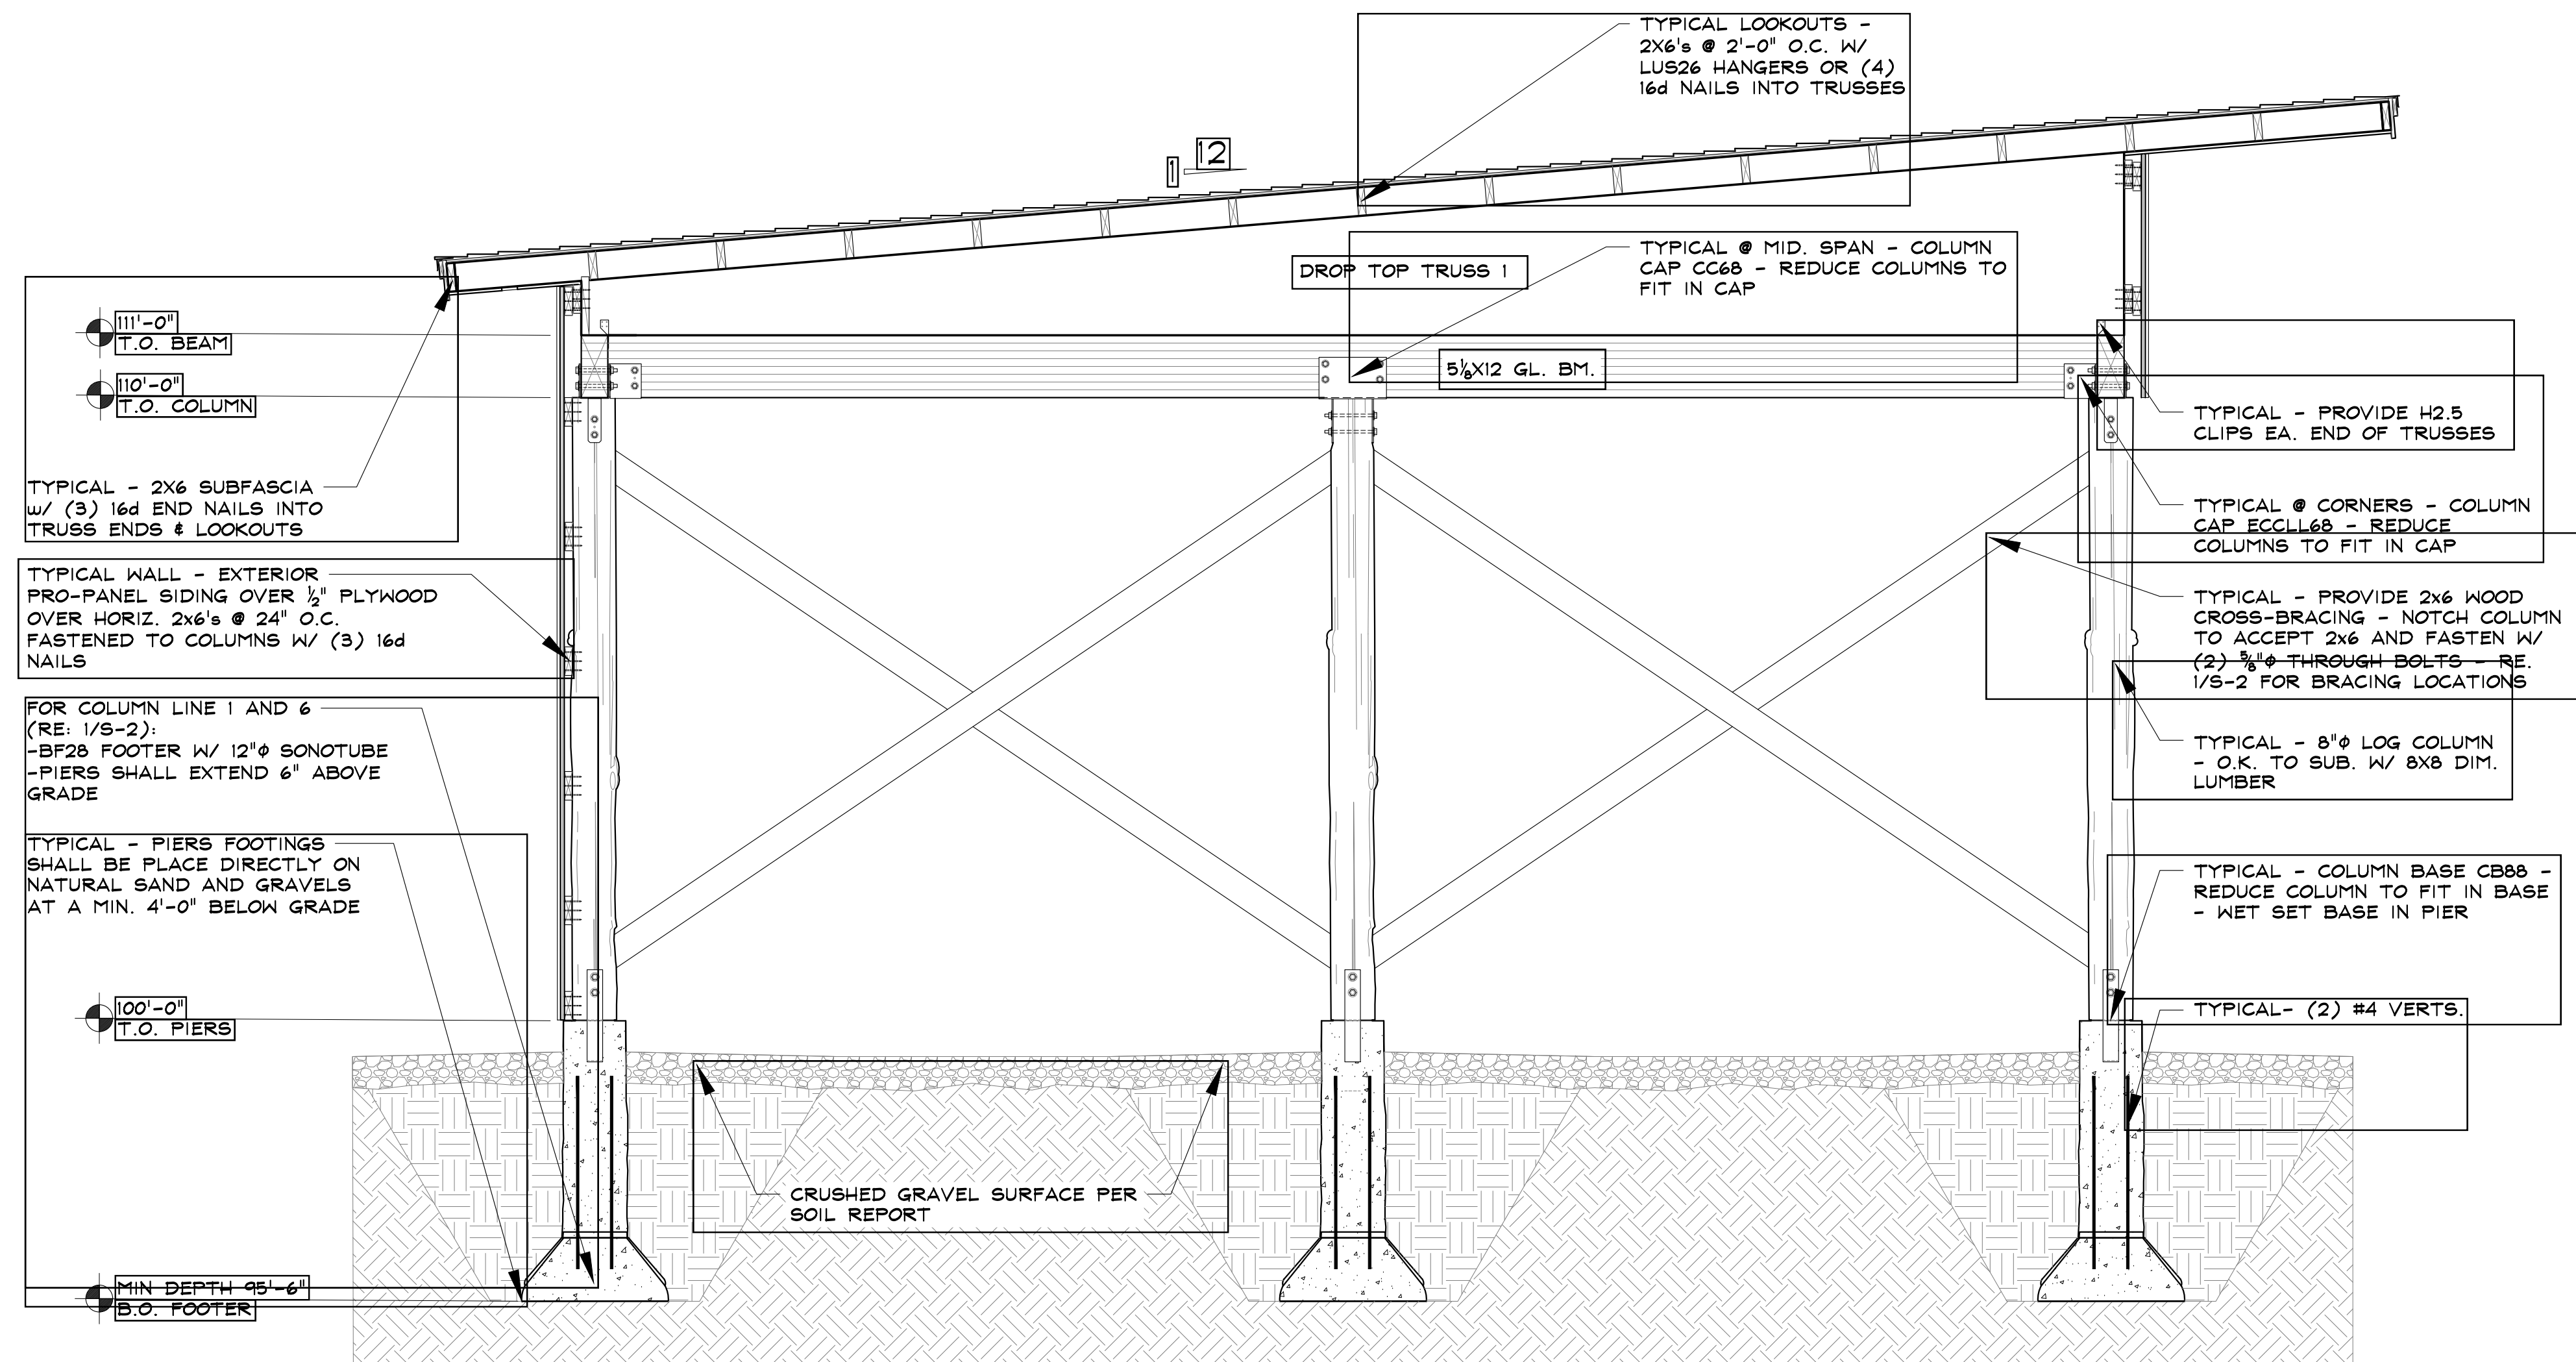 TYPICAL LOOKOUTS -
2X6's @ 2'-0" O.C. W/
LUS26 HANGERS OR (4)
16d NAILS INTO TRUSSES
12
1
TYPICAL @ MID. SPAN - COLUMN
CAP CC68 - REDUCE COLUMNS TO
FIT IN CAP
DROP TOP TRUSS 1
111'-0"
T.O. BEAM
110'-0"
T.O. COLUMN
5⅛X12 GL. BM.
TYPICAL - 2X6 SUBFASCIA
w/ (3) 16d END NAILS INTO
TRUSS ENDS & LOOKOUTS
TYPICAL WALL - EXTERIOR
PRO-PANEL SIDING OVER ½" PLYWOOD
OVER HORIZ. 2x6's @ 24" O.C.
FASTENED TO COLUMNS W/ (3) 16d
NAILS
FOR COLUMN LINE 1 AND 6
(RE: 1/S-2):
-BF28 FOOTER W/ 12"ϕ SONOTUBE
-PIERS SHALL EXTEND 6" ABOVE
GRADE
TYPICAL - PIERS FOOTINGS
SHALL BE PLACE DIRECTLY ON
NATURAL SAND AND GRAVELS
AT A MIN. 4'-0" BELOW GRADE
100'-0"
T.O. PIERS
MIN DEPTH 95'-6"
B.O. FOOTER
CRUSHED GRAVEL SURFACE PER
SOIL REPORT
TYPICAL - PROVIDE H2.5
CLIPS EA. END OF TRUSSES
TYPICAL @ CORNERS - COLUMN
CAP ECCLL68 - REDUCE
COLUMNS TO FIT IN CAP
TYPICAL - PROVIDE 2x6 WOOD
CROSS-BRACING - NOTCH COLUMN
TO ACCEPT 2x6 AND FASTEN W/
(2) ⅝"ϕ THROUGH BOLTS - RE.
1/S-2 FOR BRACING LOCATIONS
TYPICAL - 8"ϕ LOG COLUMN
- O.K. TO SUB. W/ 8X8 DIM.
LUMBER
TYPICAL - COLUMN BASE CB88 -
REDUCE COLUMN TO FIT IN BASE
- WET SET BASE IN PIER
TYPICAL- (2) #4 VERTS.